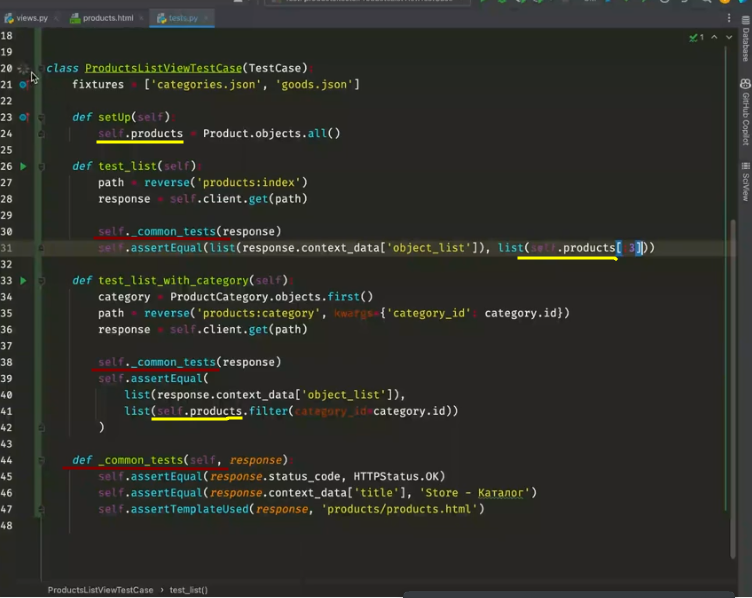 views.py products.html tests.py
18
19
20 class ProductsListViewTestCase(TestCase):
21 fixtures = ['categories.json', 'goods.json']
22
23 def setUp(self):
24 self.products = Product.objects.all()
25
26 def test_list(self):
27 path = reverse('products:index')
28 response = self.client.get(path)
29
30 self._common_tests(response)
31 self.assertEqual(list(response.context_data['object_list']), list(self.products[:3]))
32
33 def test_list_with_category(self):
34 category = ProductCategory.objects.first()
35 path = reverse('products:category', kwargs={'category_id': category.id})
36 response = self.client.get(path)
37
38 self._common_tests(response)
39 self.assertEqual(
40 list(response.context_data['object_list']),
41 list(self.products.filter(category_id=category.id))
42 )
43
44 def _common_tests(self, response):
45 self.assertEqual(response.status_code, HTTPStatus.OK)
46 self.assertEqual(response.context_data['title'], 'Store - Каталог')
47 self.assertTemplateUsed(response, 'products/products.html')
48
1
Database
GitHub Copilot
SciView
ProductsListViewTestCase › test_list()